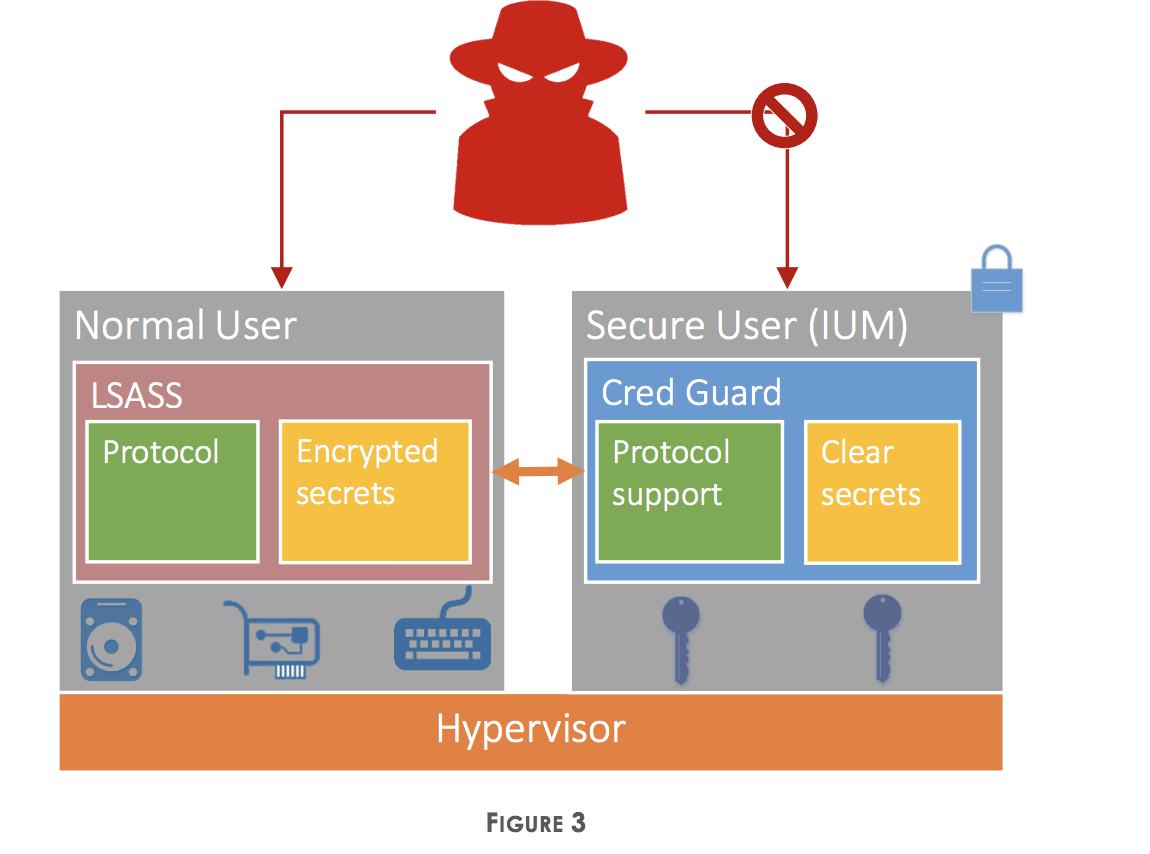 Normal User
Secure User (IUM)
LSASS
Cred Guard
Protocol
Encrypted
secrets
Protocol
support
Clear
secrets
Hypervisor
FIGURE 3